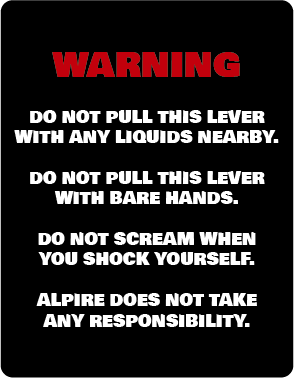 WARNING
DO NOT PULL THIS LEVER
WITH ANY LIQUIDS NEARBY.
DO NOT PULL THIS LEVER
WITH BARE HANDS.
DO NOT SCREAM WHEN
YOU SHOCK YOURSELF.
ALPIRE DOES NOT TAKE
ANY RESPONSIBILITY.